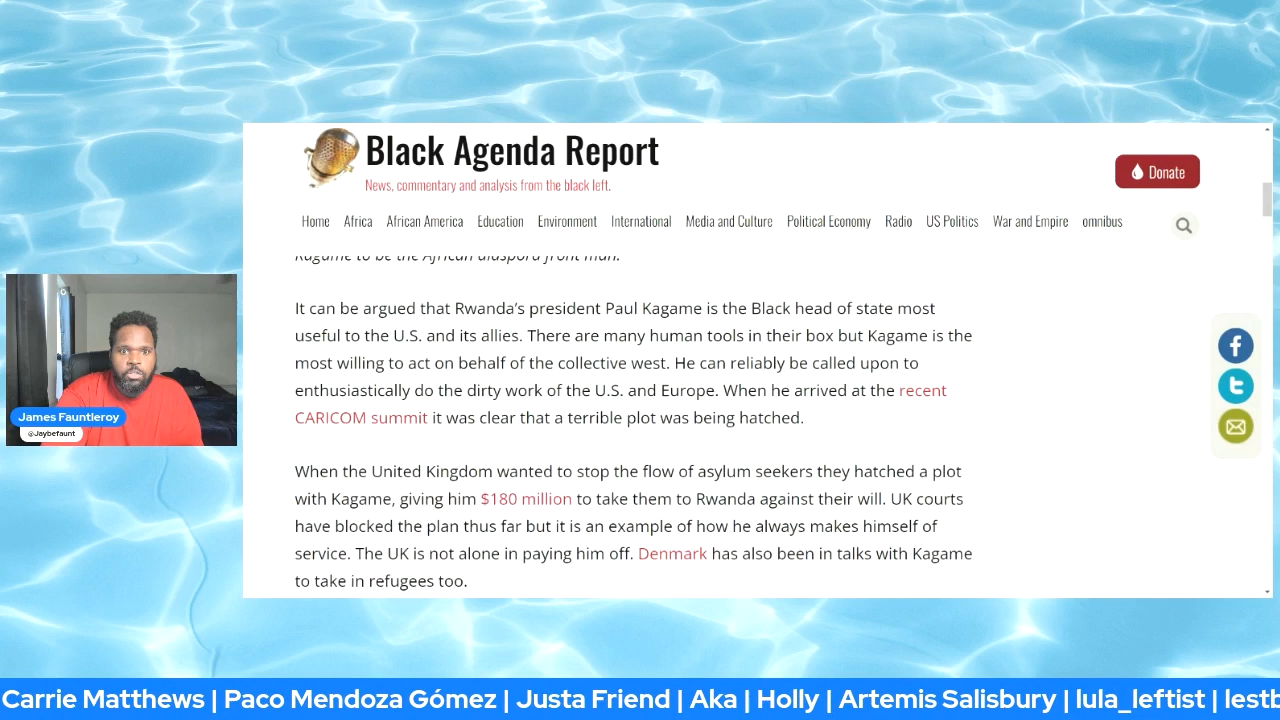 Black Agenda Report
News, commentary and analysis from the black left.
Donate
Home Africa African America Education Environment International Media and Culture Political Economy Radio US Politics War and Empire omnibus
Kagame to be the African diaspora front man.
It can be argued that Rwanda’s president Paul Kagame is the Black head of state most
useful to the U.S. and its allies. There are many human tools in their box but Kagame is the
most willing to act on behalf of the collective west. He can reliably be called upon to
enthusiastically do the dirty work of the U.S. and Europe. When he arrived at the recent
CARICOM summit it was clear that a terrible plot was being hatched.
When the United Kingdom wanted to stop the flow of asylum seekers they hatched a plot
with Kagame, giving him $180 million to take them to Rwanda against their will. UK courts
have blocked the plan thus far but it is an example of how he always makes himself of
service. The UK is not alone in paying him off. Denmark has also been in talks with Kagame
to take in refugees too.
James Fauntleroy
@Jaybefaunt
Carrie Matthews | Paco Mendoza Gómez | Justa Friend | Aka | Holly | Artemis Salisbury | lula_leftist | lestb